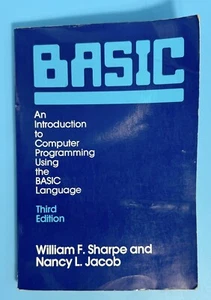 BASIC
An
Introduction
to
Computer
Programming
Using
the
BASIC
Language
Third
Edition
William F. Sharpe and
Nancy L. Jacob